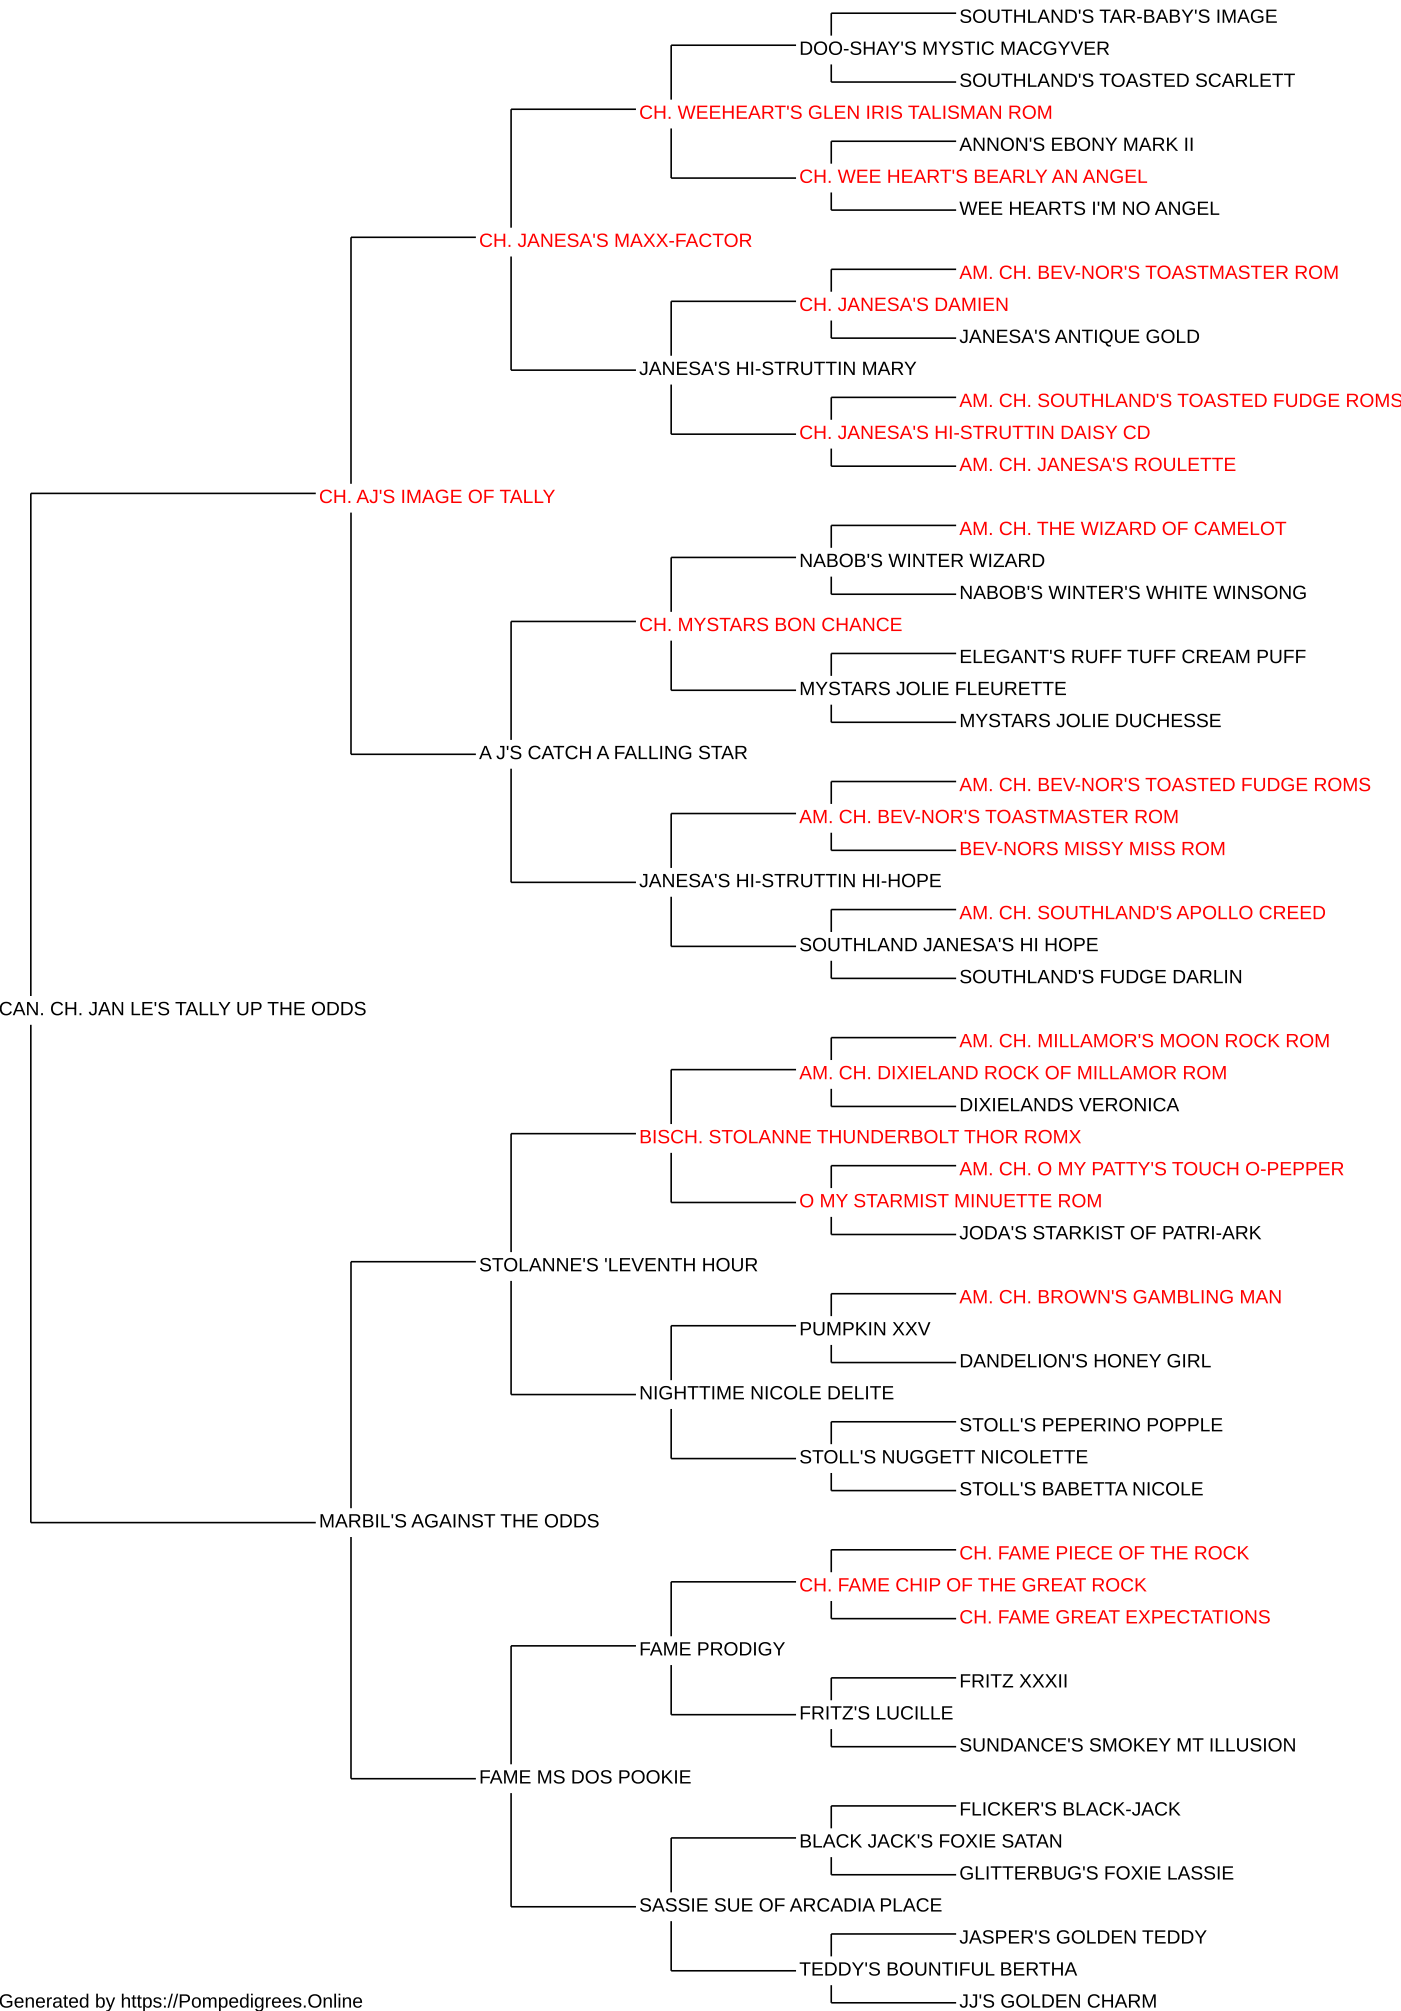 SOUTHLAND'S TAR-BABY'S IMAGE
DOO-SHAY'S MYSTIC MACGYVER
SOUTHLAND'S TOASTED SCARLETT
CH. WEEHEART'S GLEN IRIS TALISMAN ROM
ANNON'S EBONY MARK II
CH. WEE HEART'S BEARLY AN ANGEL
WEE HEARTS I'M NO ANGEL
CH. JANESA'S MAXX-FACTOR
AM. CH. BEV-NOR'S TOASTMASTER ROM
CH. JANESA'S DAMIEN
JANESA'S ANTIQUE GOLD
JANESA'S HI-STRUTTIN MARY
AM. CH. SOUTHLAND'S TOASTED FUDGE ROMS
CH. JANESA'S HI-STRUTTIN DAISY CD
AM. CH. JANESA'S ROULETTE
CH. AJ'S IMAGE OF TALLY
AM. CH. THE WIZARD OF CAMELOT
NABOB'S WINTER WIZARD
NABOB'S WINTER'S WHITE WINSONG
CH. MYSTARS BON CHANCE
ELEGANT'S RUFF TUFF CREAM PUFF
MYSTARS JOLIE FLEURETTE
MYSTARS JOLIE DUCHESSE
A J'S CATCH A FALLING STAR
AM. CH. BEV-NOR'S TOASTED FUDGE ROMS
AM. CH. BEV-NOR'S TOASTMASTER ROM
BEV-NORS MISSY MISS ROM
JANESA'S HI-STRUTTIN HI-HOPE
AM. CH. SOUTHLAND'S APOLLO CREED
SOUTHLAND JANESA'S HI HOPE
SOUTHLAND'S FUDGE DARLIN
CAN. CH. JAN LE'S TALLY UP THE ODDS
AM. CH. MILLAMOR'S MOON ROCK ROM
AM. CH. DIXIELAND ROCK OF MILLAMOR ROM
DIXIELANDS VERONICA
BISCH. STOLANNE THUNDERBOLT THOR ROMX
AM. CH. O MY PATTY'S TOUCH O-PEPPER
O MY STARMIST MINUETTE ROM
JODA'S STARKIST OF PATRI-ARK
STOLANNE'S 'LEVENTH HOUR
AM. CH. BROWN'S GAMBLING MAN
PUMPKIN XXV
DANDELION'S HONEY GIRL
NIGHTTIME NICOLE DELITE
STOLL'S PEPERINO POPPLE
STOLL'S NUGGETT NICOLETTE
STOLL'S BABETTA NICOLE
MARBIL'S AGAINST THE ODDS
CH. FAME PIECE OF THE ROCK
CH. FAME CHIP OF THE GREAT ROCK
CH. FAME GREAT EXPECTATIONS
FAME PRODIGY
FRITZ XXXII
FRITZ'S LUCILLE
SUNDANCE'S SMOKEY MT ILLUSION
FAME MS DOS POOKIE
FLICKER'S BLACK-JACK
BLACK JACK'S FOXIE SATAN
GLITTERBUG'S FOXIE LASSIE
SASSIE SUE OF ARCADIA PLACE
JASPER'S GOLDEN TEDDY
TEDDY'S BOUNTIFUL BERTHA
JJ'S GOLDEN CHARM
Generated by https://Pompedigrees.Online